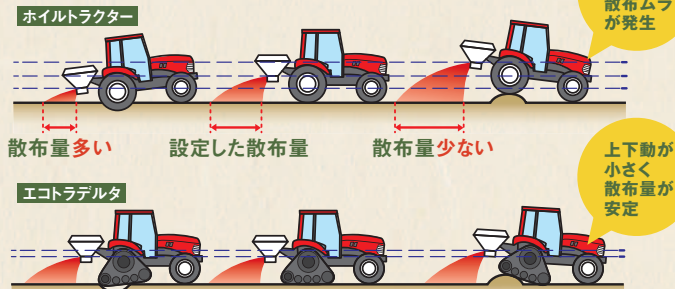 ホイルトラクター
散布ムラ
が発生
散布量多い
設定した散布量
散布量少ない
エコトラデルタ
上下動が
小さく
散布量が
安定